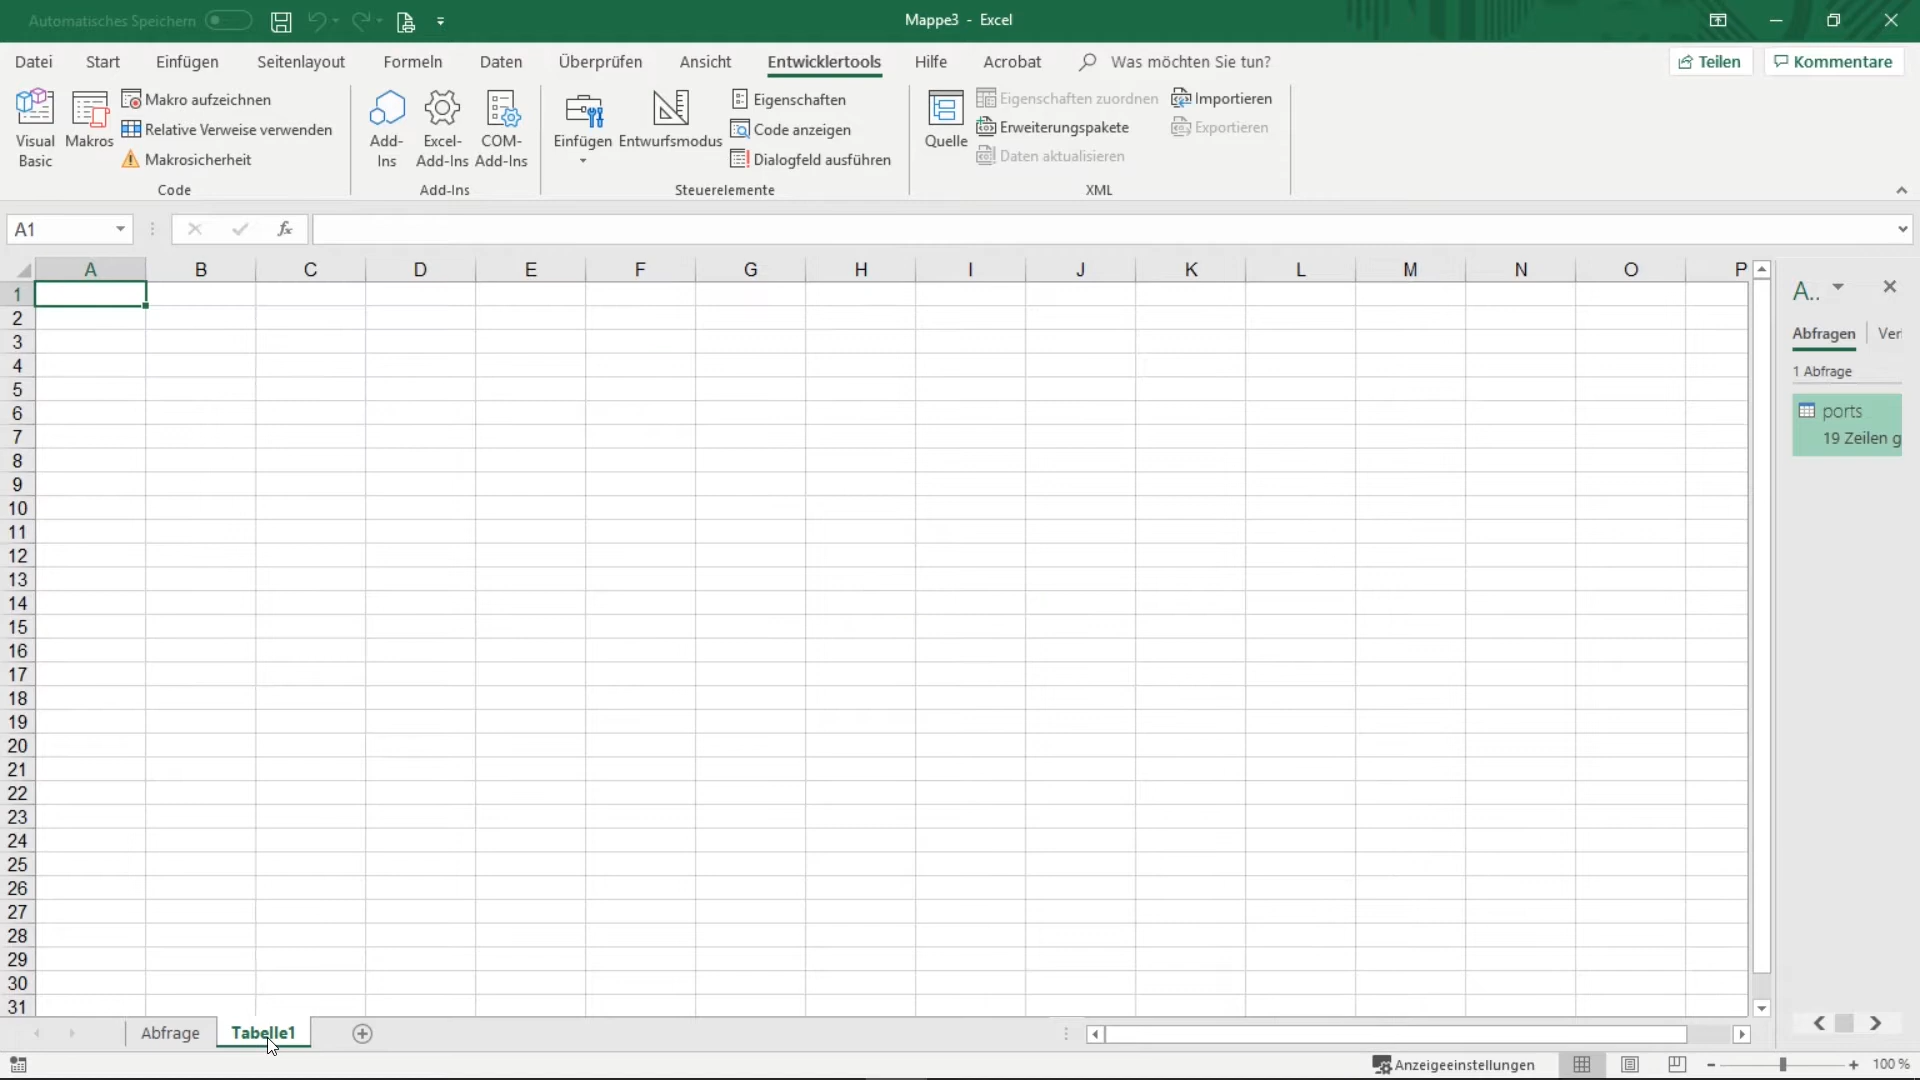 Automatisches Speichern
Mappe3 - Excel
Datei Start Einfügen Seitenlayout Formeln Daten Überprüfen Ansicht Entwicklertools Hilfe Acrobat Was möchten Sie tun? Teilen Kommentare
Visual Basic
Makros
Makro aufzeichnen
Relative Verweise verwenden
Makrosicherheit
Code
Add-Ins
Excel-Add-Ins
COM-Add-Ins
Add-Ins
Einfügen
Entwurfsmodus
Eigenschaften
Code anzeigen
Dialogfeld ausführen
Steuerelemente
Quelle
Eigenschaften zuordnen
Erweiterungspakete
Daten aktualisieren
Importieren
Exportieren
XML
A1
fx
A B C D E F G H I J K L M N O P
1
2
3
4
5
6
7
8
9
10
11
12
13
14
15
16
17
18
19
20
21
22
23
24
25
26
27
28
29
30
31
A..
Abfragen Ver
1 Abfrage
ports
19 Zeilen g
Abfrage Tabelle1
Anzeigeeinstellungen
100 %